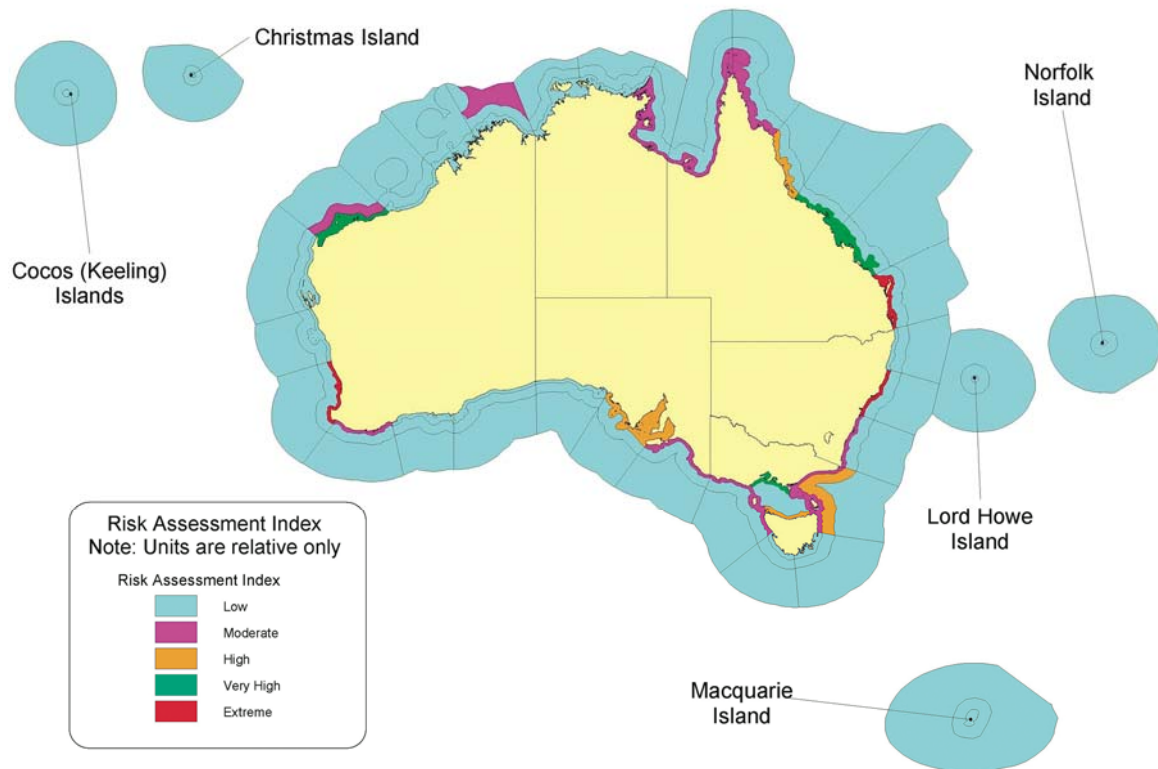 Christmas Island
Norfolk
Island
Cocos (Keeling)
Islands
Lord Howe
Island
Macquarie
Island
Risk Assessment Index
Note: Units are relative only
Risk Assessment Index
Low
Moderate
High
Very High
Extreme